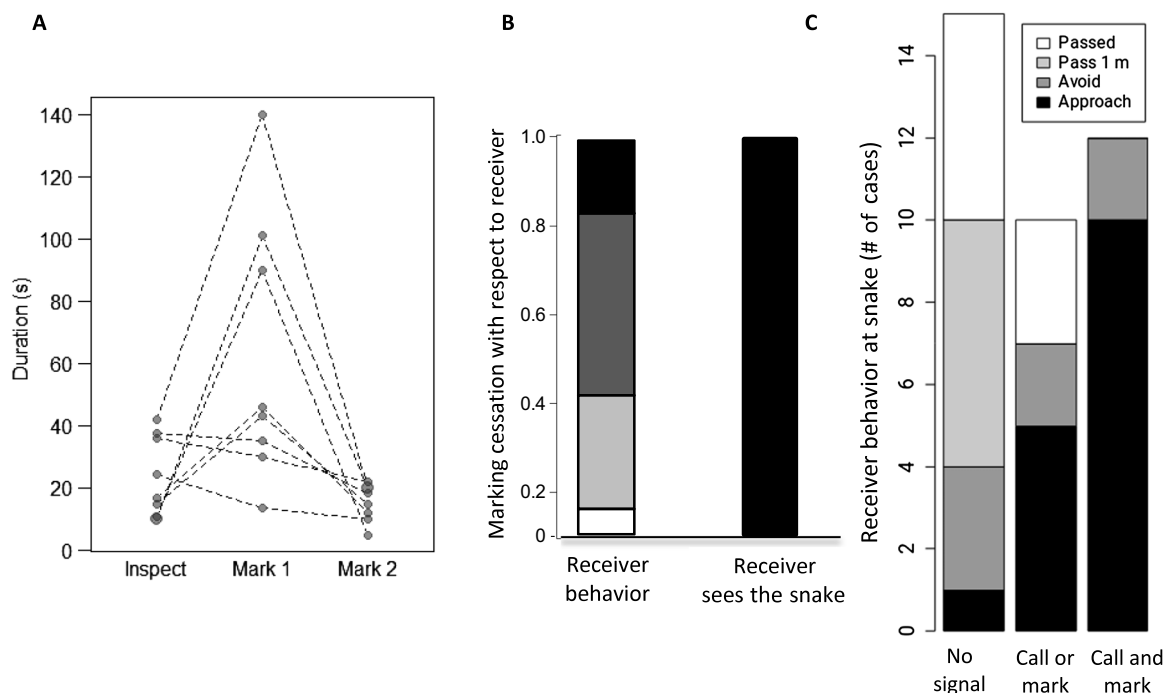 A
B
C
Duration (s)
140
120
100
80
60
40
20
0
Inspect
Mark 1
Mark 2
Marking cessation with respect to receiver
1.0
0.8
0.6
0.4
0.2
0
Receiver
behavior
Receiver
sees the snake
Receiver behavior at snake (# of cases)
14
12
10
8
6
4
2
0
Passed
Pass 1 m
Avoid
Approach
No
signal
Call or
mark
Call and
mark